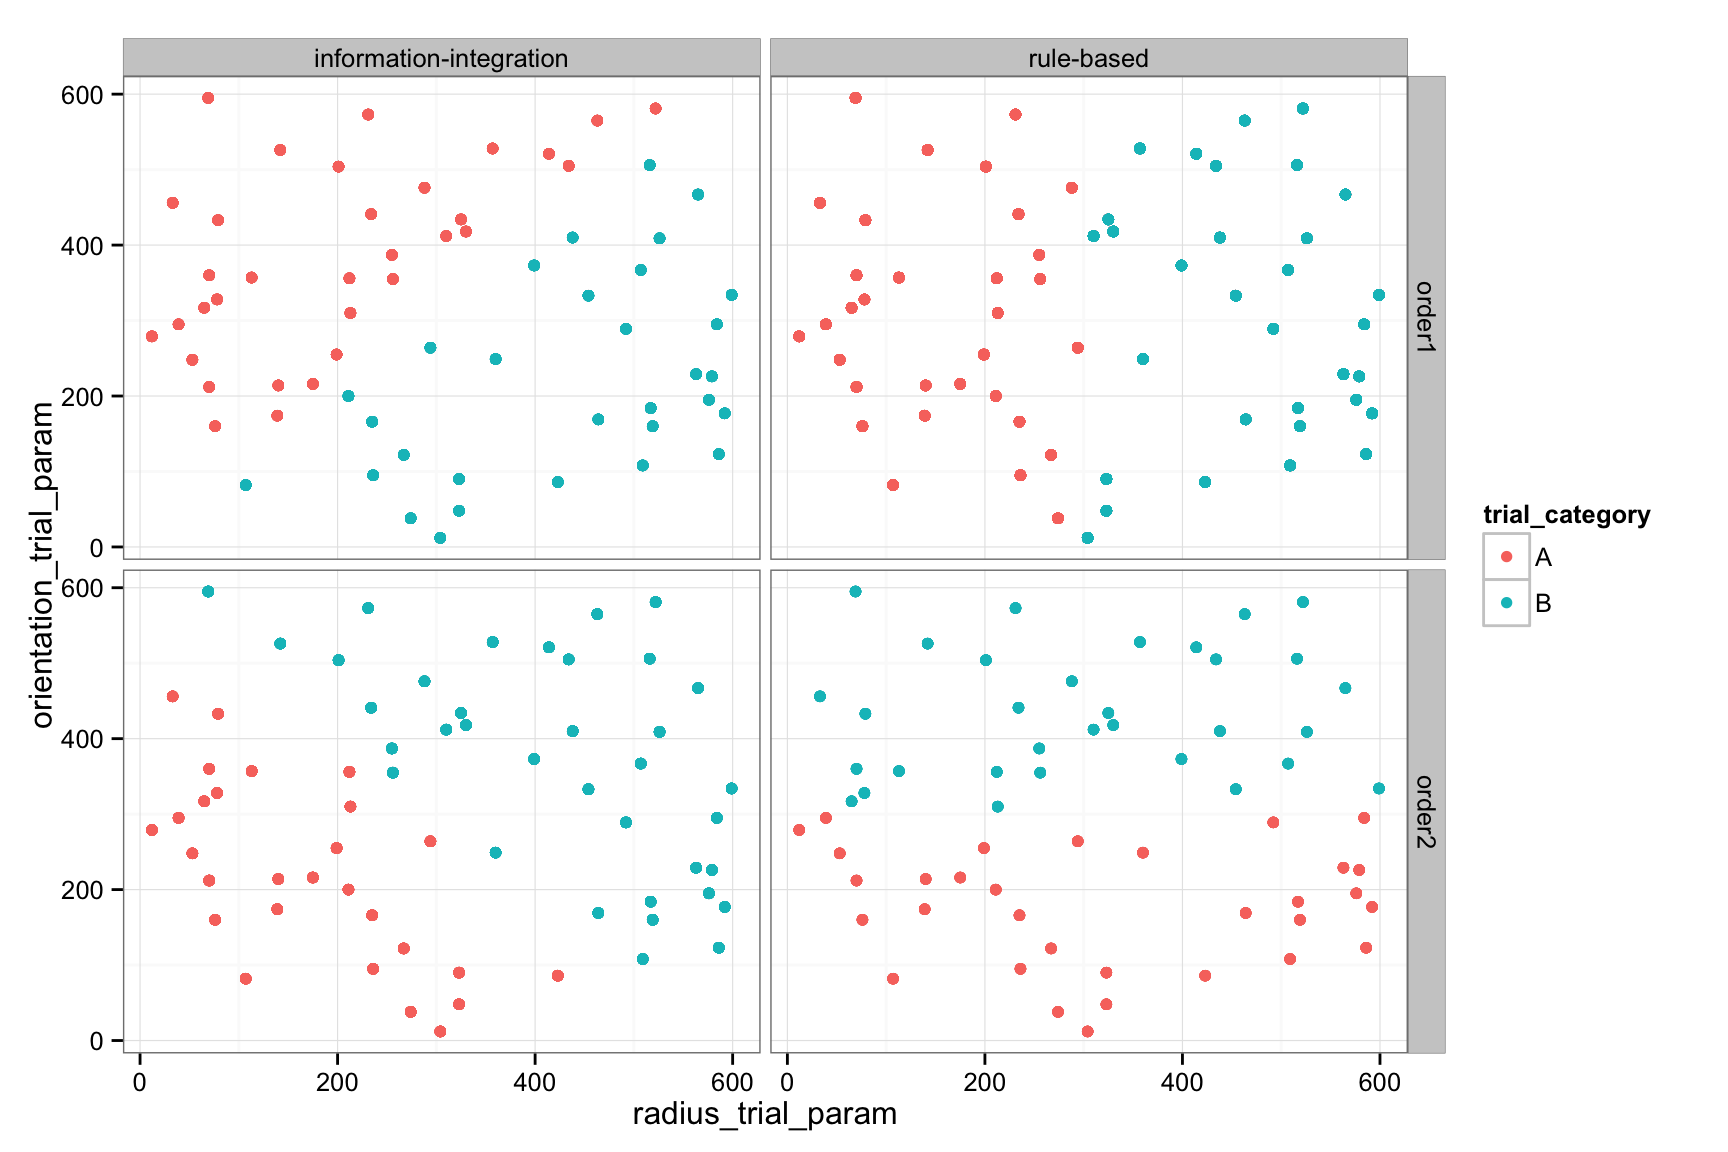 information-integration
rule-based
600
400
200
0
order1
600
400
200
0
order2
orientation_trial_param
0
200
400
600
0
200
400
600
radius_trial_param
trial_category
A
B